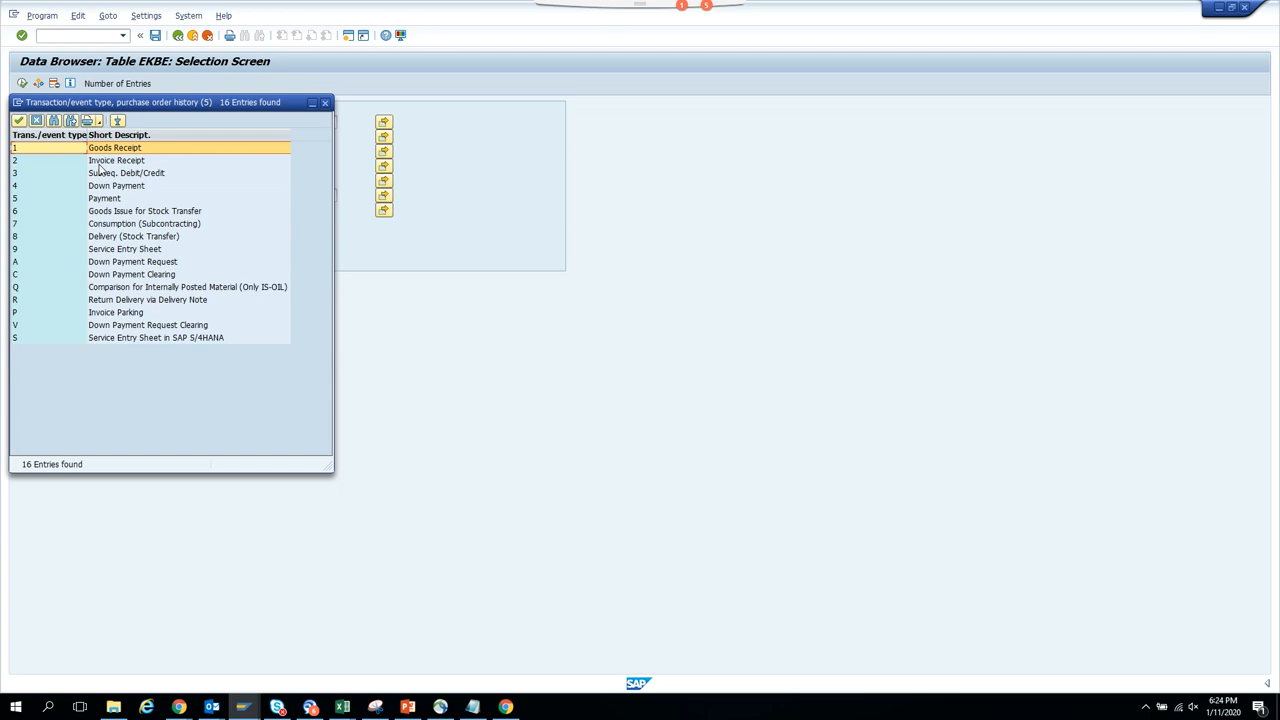 Program Edit Goto Settings System Help
1 5
Data Browser: Table EKBE: Selection Screen
Number of Entries
Transaction/event type, purchase order history (5) 16 Entries found
Trans./event type Short Descript.
1 Goods Receipt
2 Invoice Receipt
3 Subseq. Debit/Credit
4 Down Payment
5 Payment
6 Goods Issue for Stock Transfer
7 Consumption (Subcontracting)
8 Delivery (Stock Transfer)
9 Service Entry Sheet
A Down Payment Request
C Down Payment Clearing
Q Comparison for Internally Posted Material (Only IS-OIL)
R Return Delivery via Delivery Note
P Invoice Parking
V Down Payment Request Clearing
S Service Entry Sheet in SAP S/4HANA
16 Entries found
SAP
6:24 PM
1/11/2020